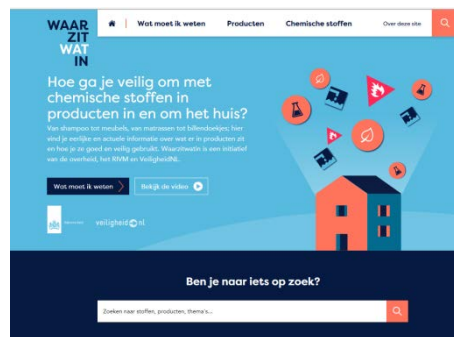 WAAR
ZIT
WAT
IN
Wat moet ik weten
Producten
Chemische stoffen
Over deze site
Hoe ga je veilig om met
chemische stoffen in
producten in en om het huis?
Van shampoo tot meubels, van matrassen tot billendoekjes; hier
vind je eerlijke en actuele informatie over wat er in producten zit
en hoe je ze goed en veilig gebruikt. Waarzitwatin is een initiatief
van de overheid, het RIVM en VeiligheidNL.
Wat moet ik weten
Bekijk de video
veiligheid nl
Ben je naar iets op zoek?
Zoeken naar stoffen, producten, thema's...